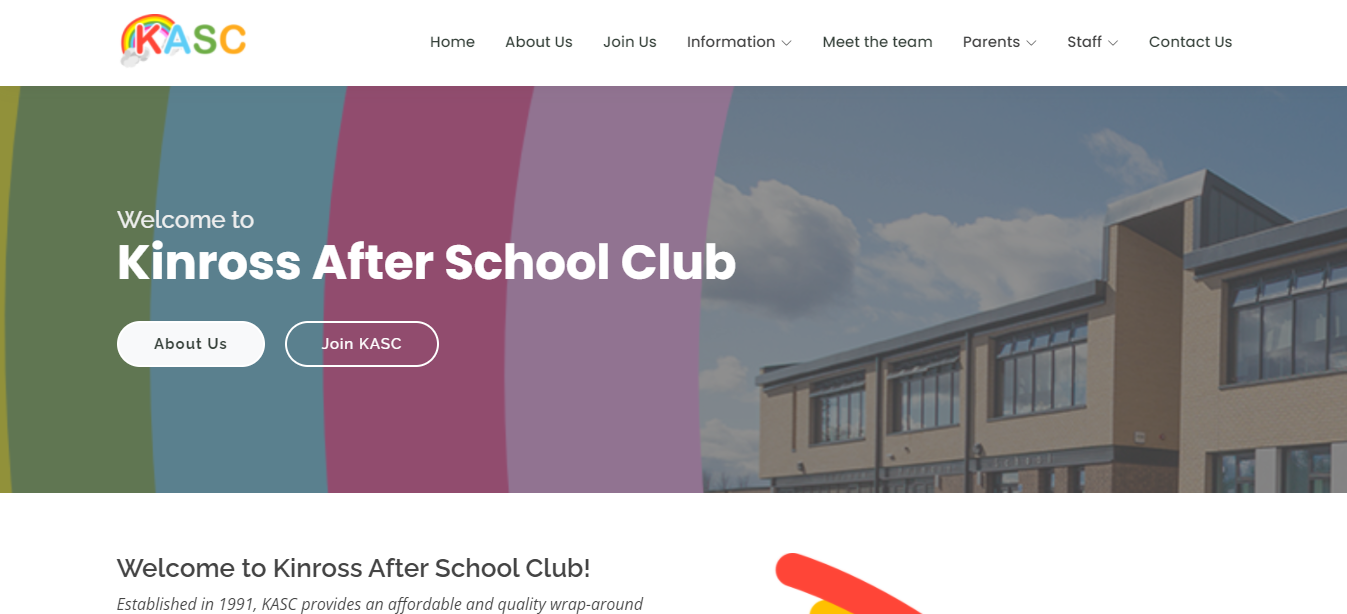 KASC
Home About Us Join Us Information Meet the team Parents Staff Contact Us
Welcome to
Kinross After School Club
About Us Join KASC
Welcome to Kinross After School Club!
Established in 1991, KASC provides an affordable and quality wrap-around